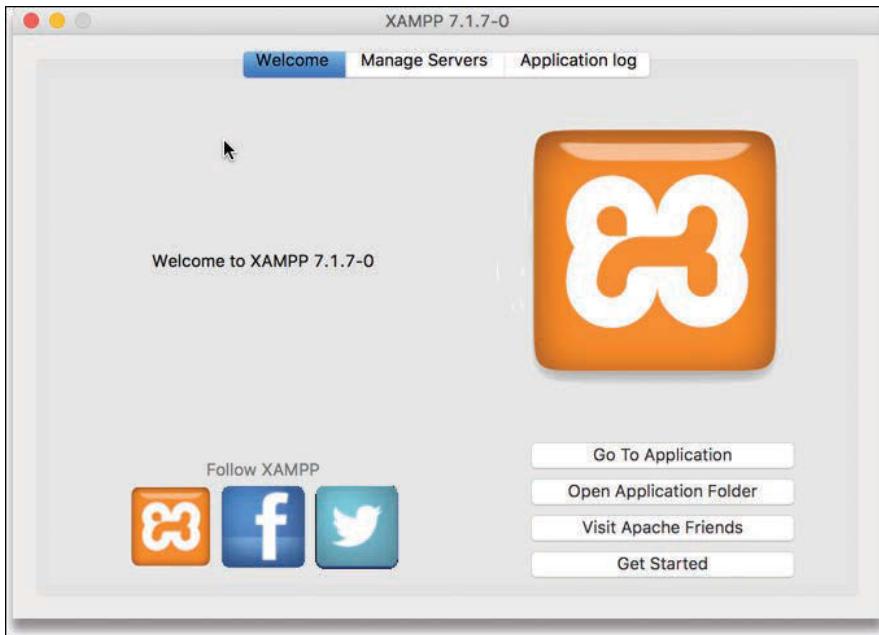 XAMPP 7.1.7-0
Welcome Manage Servers Application log
Welcome to XAMPP 7.1.7-0
Follow XAMPP
Go To Application
Open Application Folder
Visit Apache Friends
Get Started